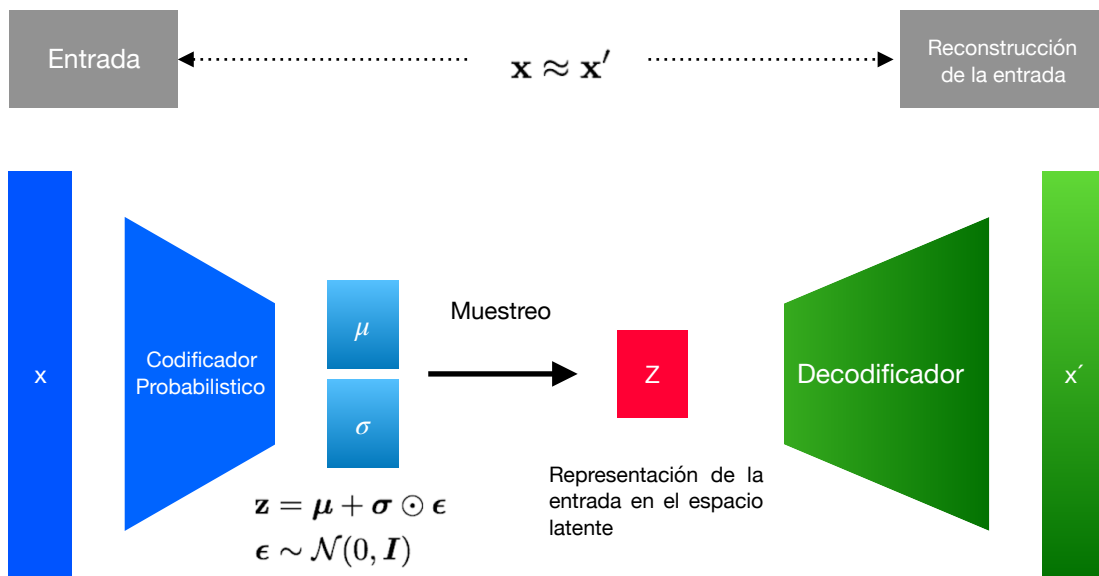 Entrada
x ≈ x′
Reconstrucción
de la entrada
x
Codificador
Probabilistico
μ
σ
z = μ + σ ⊙ ϵ
ϵ ∼ 𝒩(0, I)
Muestreo
Z
Representación de la
entrada en el espacio
latente
Decodificador
x´